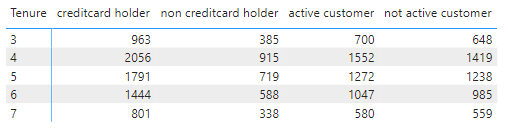 Tenure creditcard holder non creditcard holder active customer not active customer
3 963 385 700 648
4 2056 915 1552 1419
5 1791 719 1272 1238
6 1444 588 1047 985
7 801 338 580 559